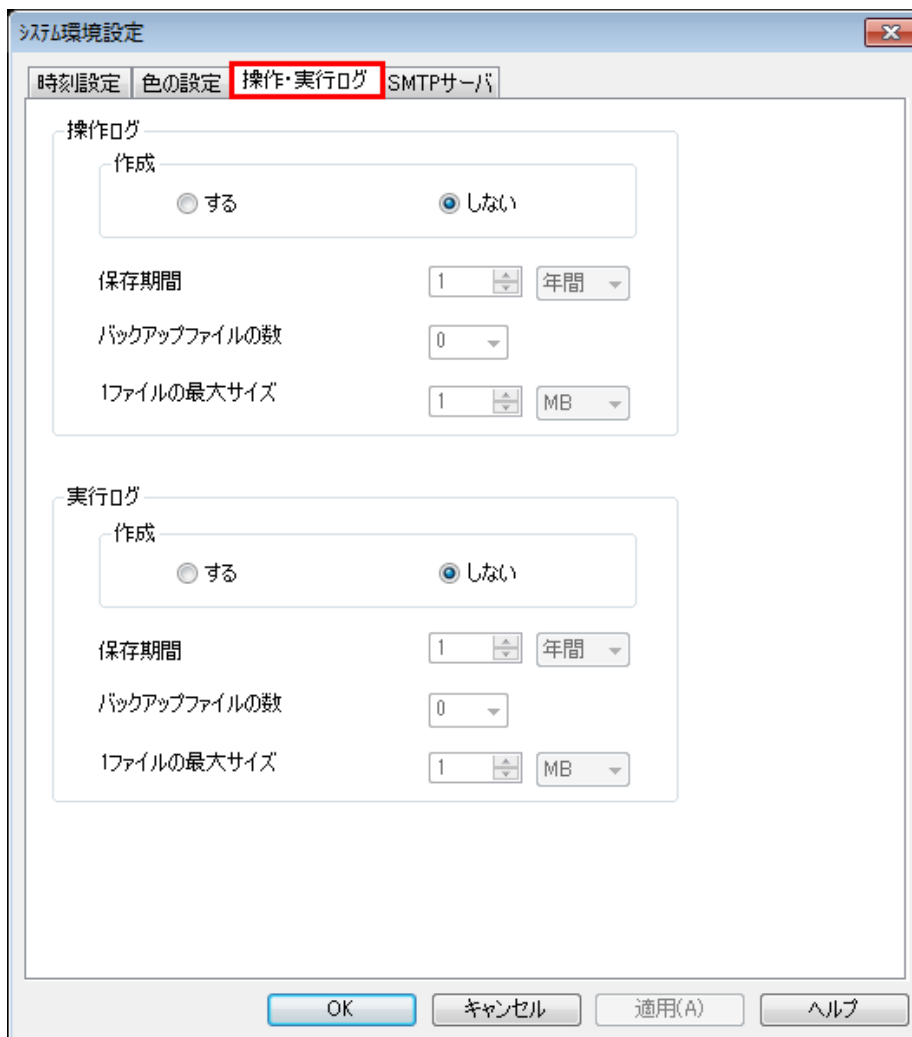 ｼｽﾃﾑ環境設定
時刻設定 色の設定 操作・実行ログ SMTPサーバ
操作ログ
作成
する しない
保存期間 1 年間
バックアップファイルの数 0
1ファイルの最大サイズ 1 MB
実行ログ
作成
する しない
保存期間 1 年間
バックアップファイルの数 0
1ファイルの最大サイズ 1 MB
OK キャンセル 適用(A) ヘルプ